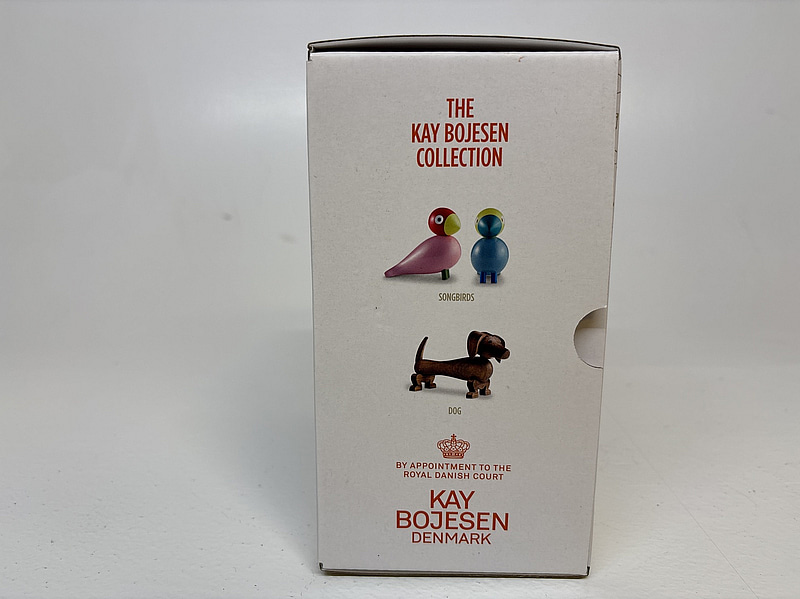 THE
KAY BOJESEN
COLLECTION
SONGBIRDS
DOG
BY APPOINTMENT TO THE
ROYAL DANISH COURT
KAY
BOJESEN
DENMARK